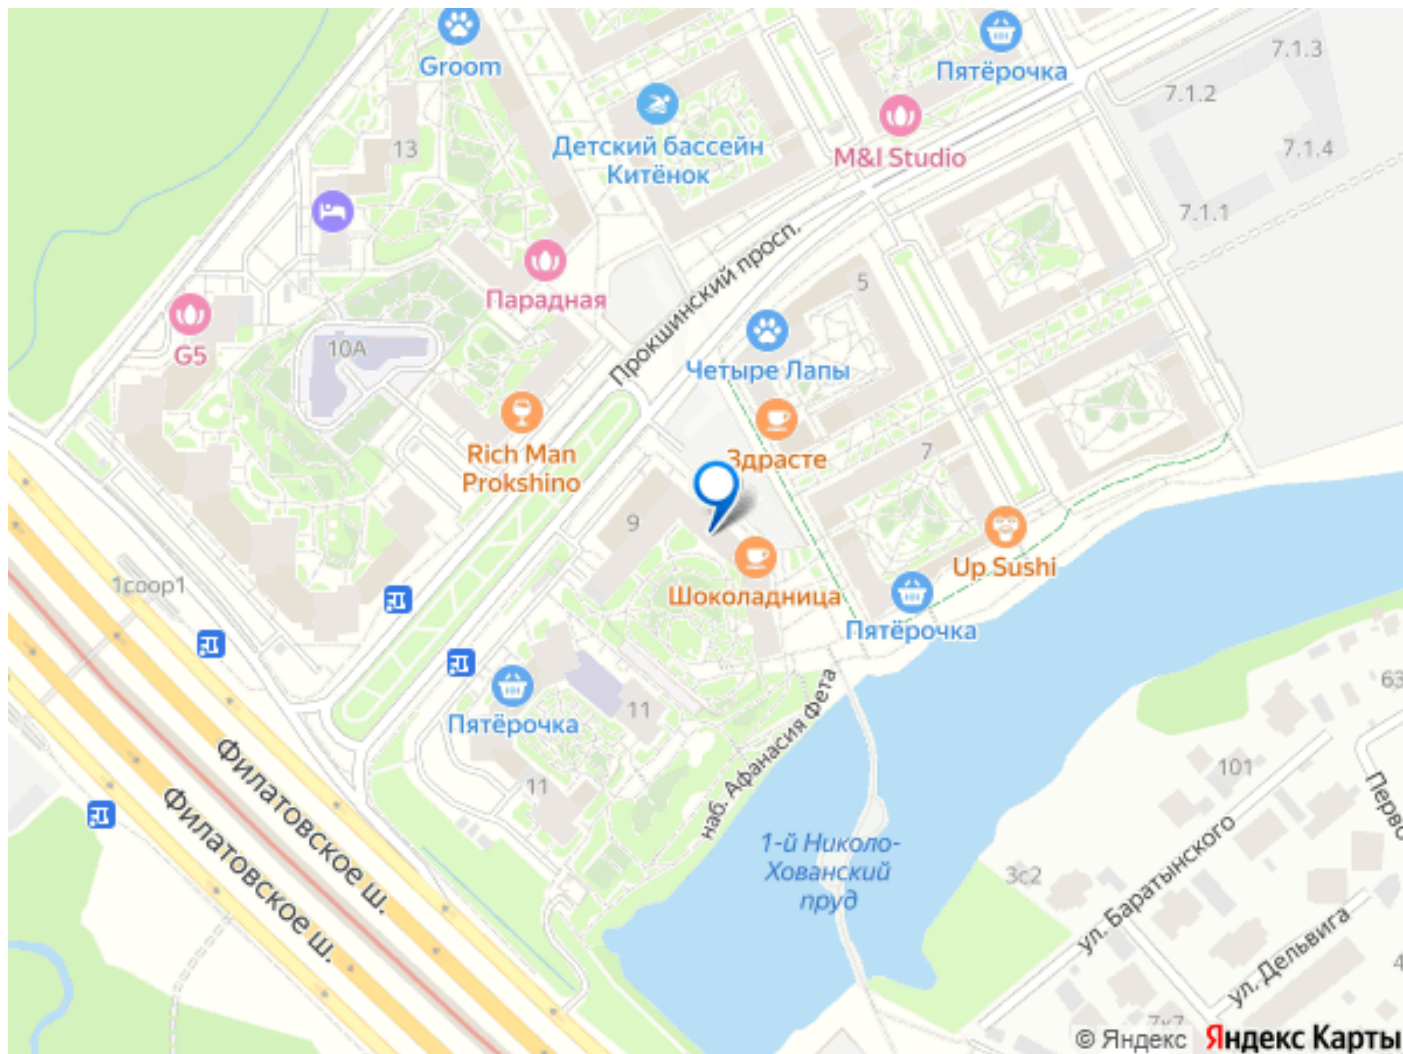 Groom
Пятёрочка
7.1.3
7.1.2
7.1.4
7.1.1
13
Детский бассейн
Китёнок
M&I Studio
Парадная
G5
10А
Прокшинский просп.
5
Четыре Лапы
Rich Man
Prokshino
Здрасте
7
9
Up Sushi
Шоколадница
Пятёрочка
1соор1
Пятёрочка
11
11
наб. Афанасия Фета
Филатовское ш.
Филатовское ш.
1-й Николо-
Хованский
пруд
63
101
Перво
3с2
ул. Баратынского
ул. Дельвига
4
7к7
© Яндекс Яндекс Карты